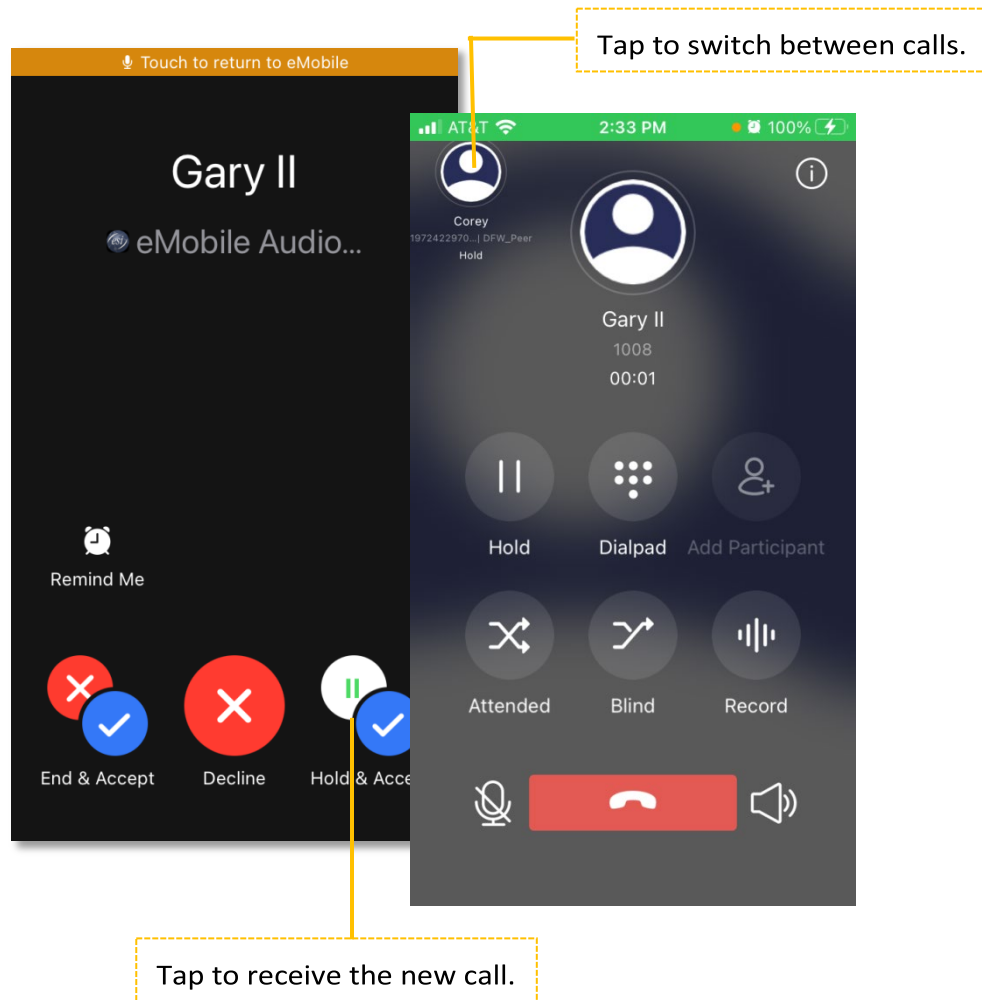 Tap to switch between calls.
Touch to return to eMobile
Gary II
eMobile Audio...
Remind Me
End & Accept
Decline
Hold & Acce
Tap to receive the new call.
AT&T
2:33 PM
100%
Corey
1972422970...| DFW_Peer
Hold
Gary II
1008
00:01
Hold
Dialpad
Add Participant
Attended
Blind
Record